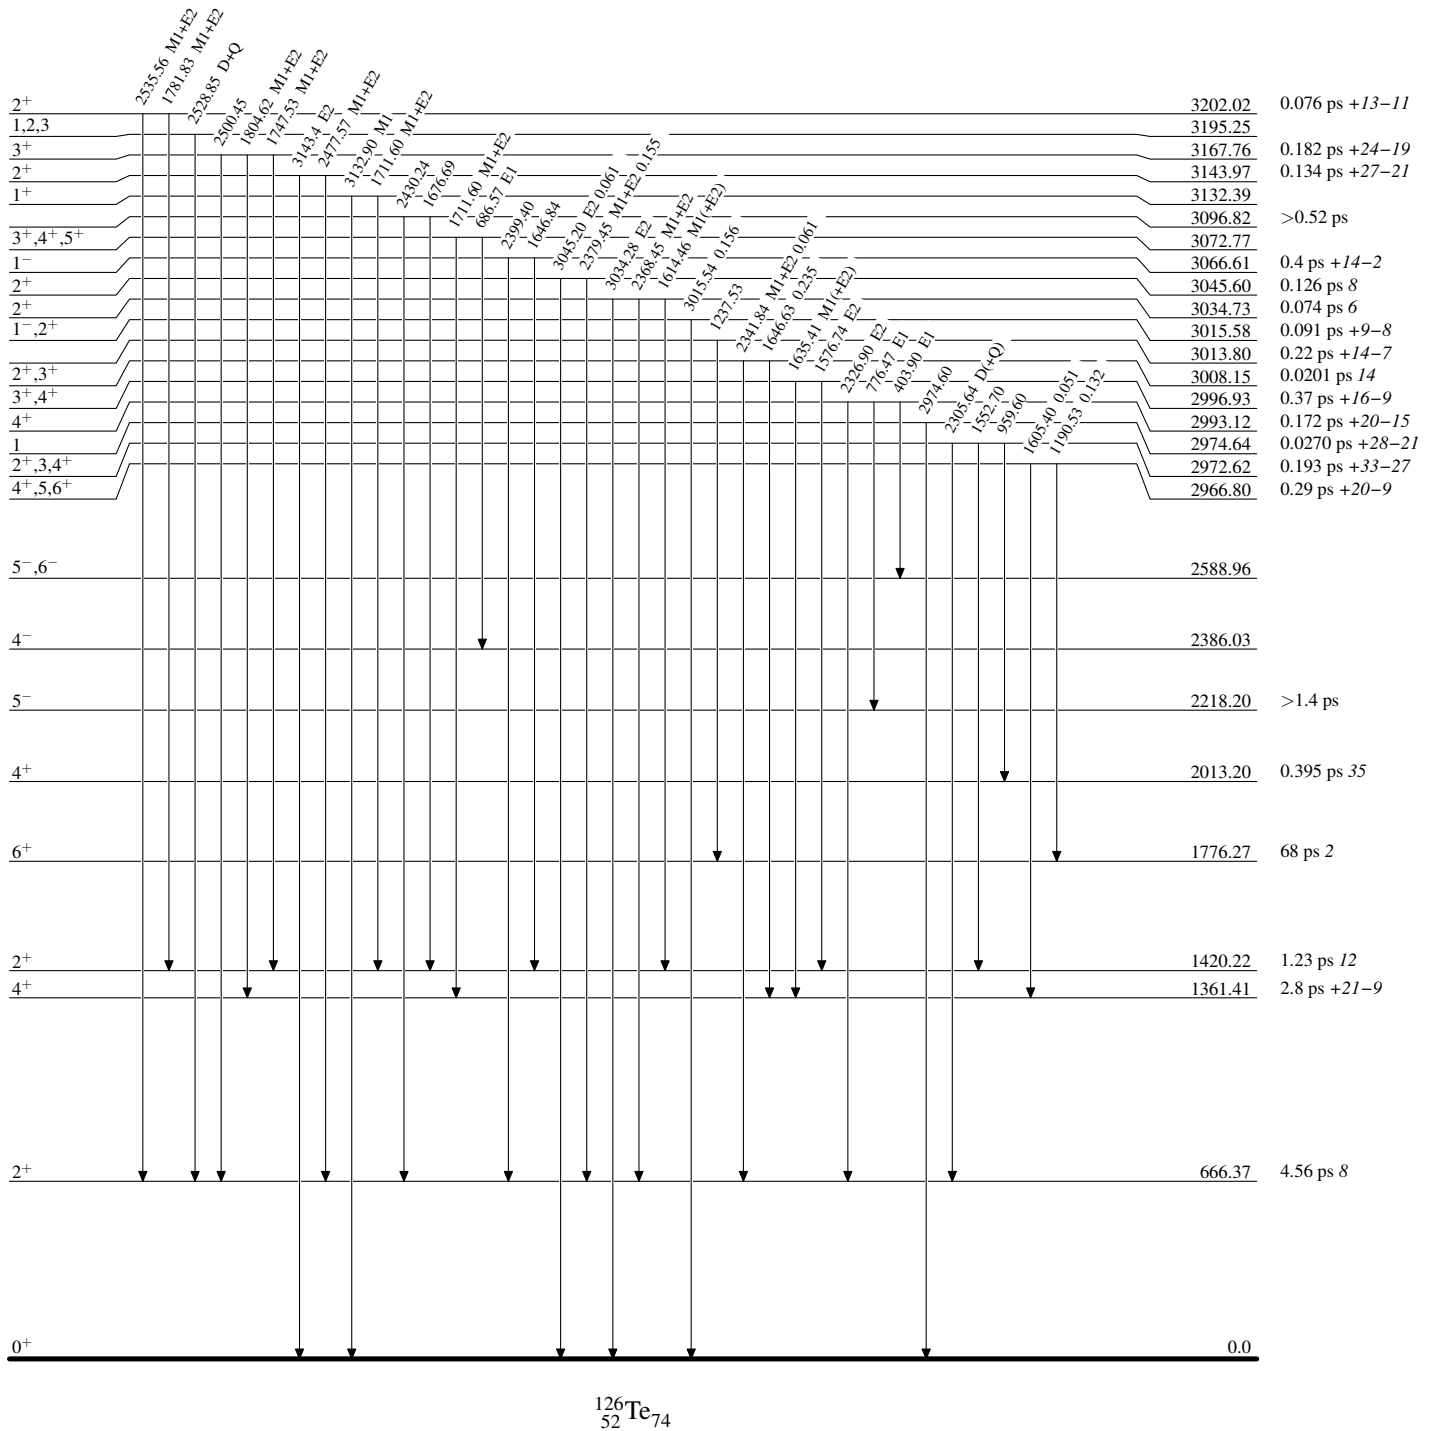 2535.56 M1+E2
1781.83 M1+E2
2528.85 D+Q
2500.45
1804.62 M1+E2
1747.53 M1+E2
3143.4 E2
2477.57 M1+E2
3132.90 M1
1711.60 M1+E2
2430.24
1676.69
1711.60 M1+E2
686.57 E1
2399.40
1646.84
3045.20 E2 0.061
2379.45 M1+E2 0.155
3034.28 E2
2368.45 M1+E2
1614.46 M1(+E2)
3015.54 0.156
1237.53
2341.84 M1+E2 0.061
1646.63 0.235
1635.41 M1(+E2)
1576.74 E2
2326.90 E2
776.47 E1
403.90 E1
2974.60
2305.64 D(+Q)
1552.70
959.60
1605.40 0.051
1190.53 0.132
2⁺ 3202.02 0.076 ps +13−11
1,2,3 3195.25
3⁺ 3167.76 0.182 ps +24−19
2⁺ 3143.97 0.134 ps +27−21
1⁺ 3132.39
3096.82 >0.52 ps
3⁺,4⁺,5⁺ 3072.77
1⁻ 3066.61 0.4 ps +14−2
2⁺ 3045.60 0.126 ps 8
2⁺ 3034.73 0.074 ps 6
1⁻,2⁺ 3015.58 0.091 ps +9−8
3013.80 0.22 ps +14−7
2⁺,3⁺ 3008.15 0.0201 ps 14
3⁺,4⁺ 2996.93 0.37 ps +16−9
4⁺ 2993.12 0.172 ps +20−15
1 2974.64 0.0270 ps +28−21
2⁺,3,4⁺ 2972.62 0.193 ps +33−27
4⁺,5,6⁺ 2966.80 0.29 ps +20−9
5⁻,6⁻ 2588.96
4⁻ 2386.03
5⁻ 2218.20 >1.4 ps
4⁺ 2013.20 0.395 ps 35
6⁺ 1776.27 68 ps 2
2⁺ 1420.22 1.23 ps 12
4⁺ 1361.41 2.8 ps +21−9
2⁺ 666.37 4.56 ps 8
0⁺ 0.0
¹²⁶₅₂Te₇₄